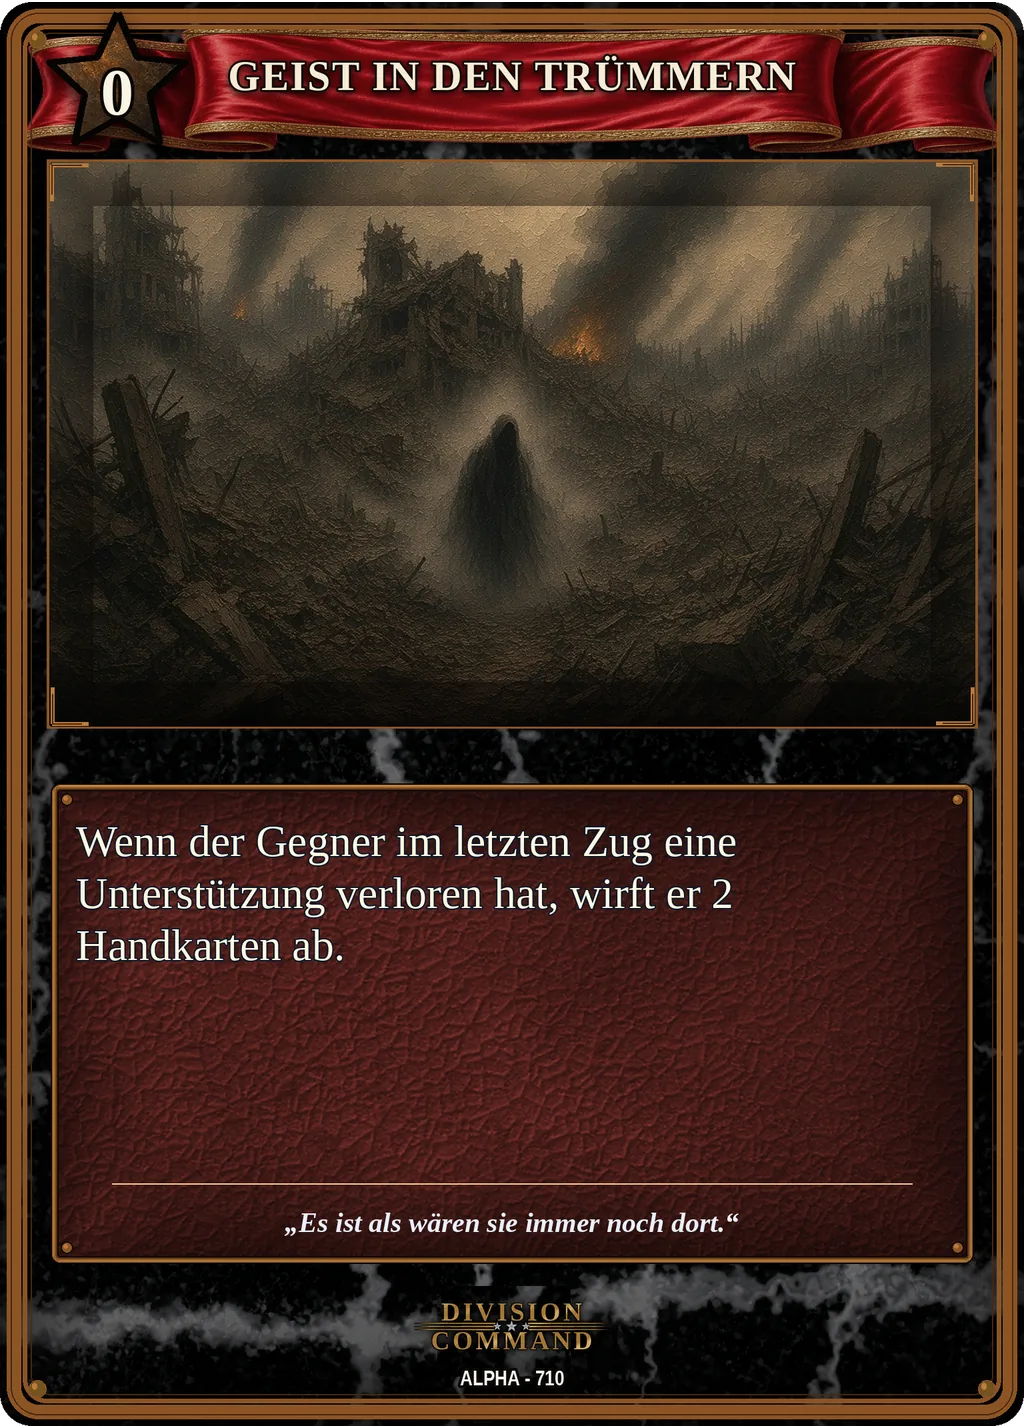 0
GEIST IN DEN TRÜMMERN
Wenn der Gegner im letzten Zug eine
Unterstützung verloren hat, wirft er 2
Handkarten ab.
„Es ist als wären sie immer noch dort.“
DIVISION
COMMAND
ALPHA - 710